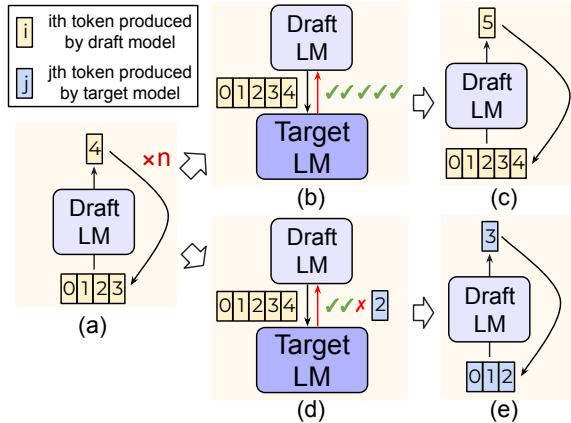 i ith token produced
by draft model
j jth token produced
by target model
4
×n
Draft
LM
0 1 2 3
(a)
Draft
LM
0 1 2 3 4
✓✓✓✓✓
Target
LM
(b)
5
Draft
LM
0 1 2 3 4
(c)
Draft
LM
0 1 2 3 4
✓✓✗ 2
Target
LM
(d)
3
Draft
LM
0 1 2
(e)